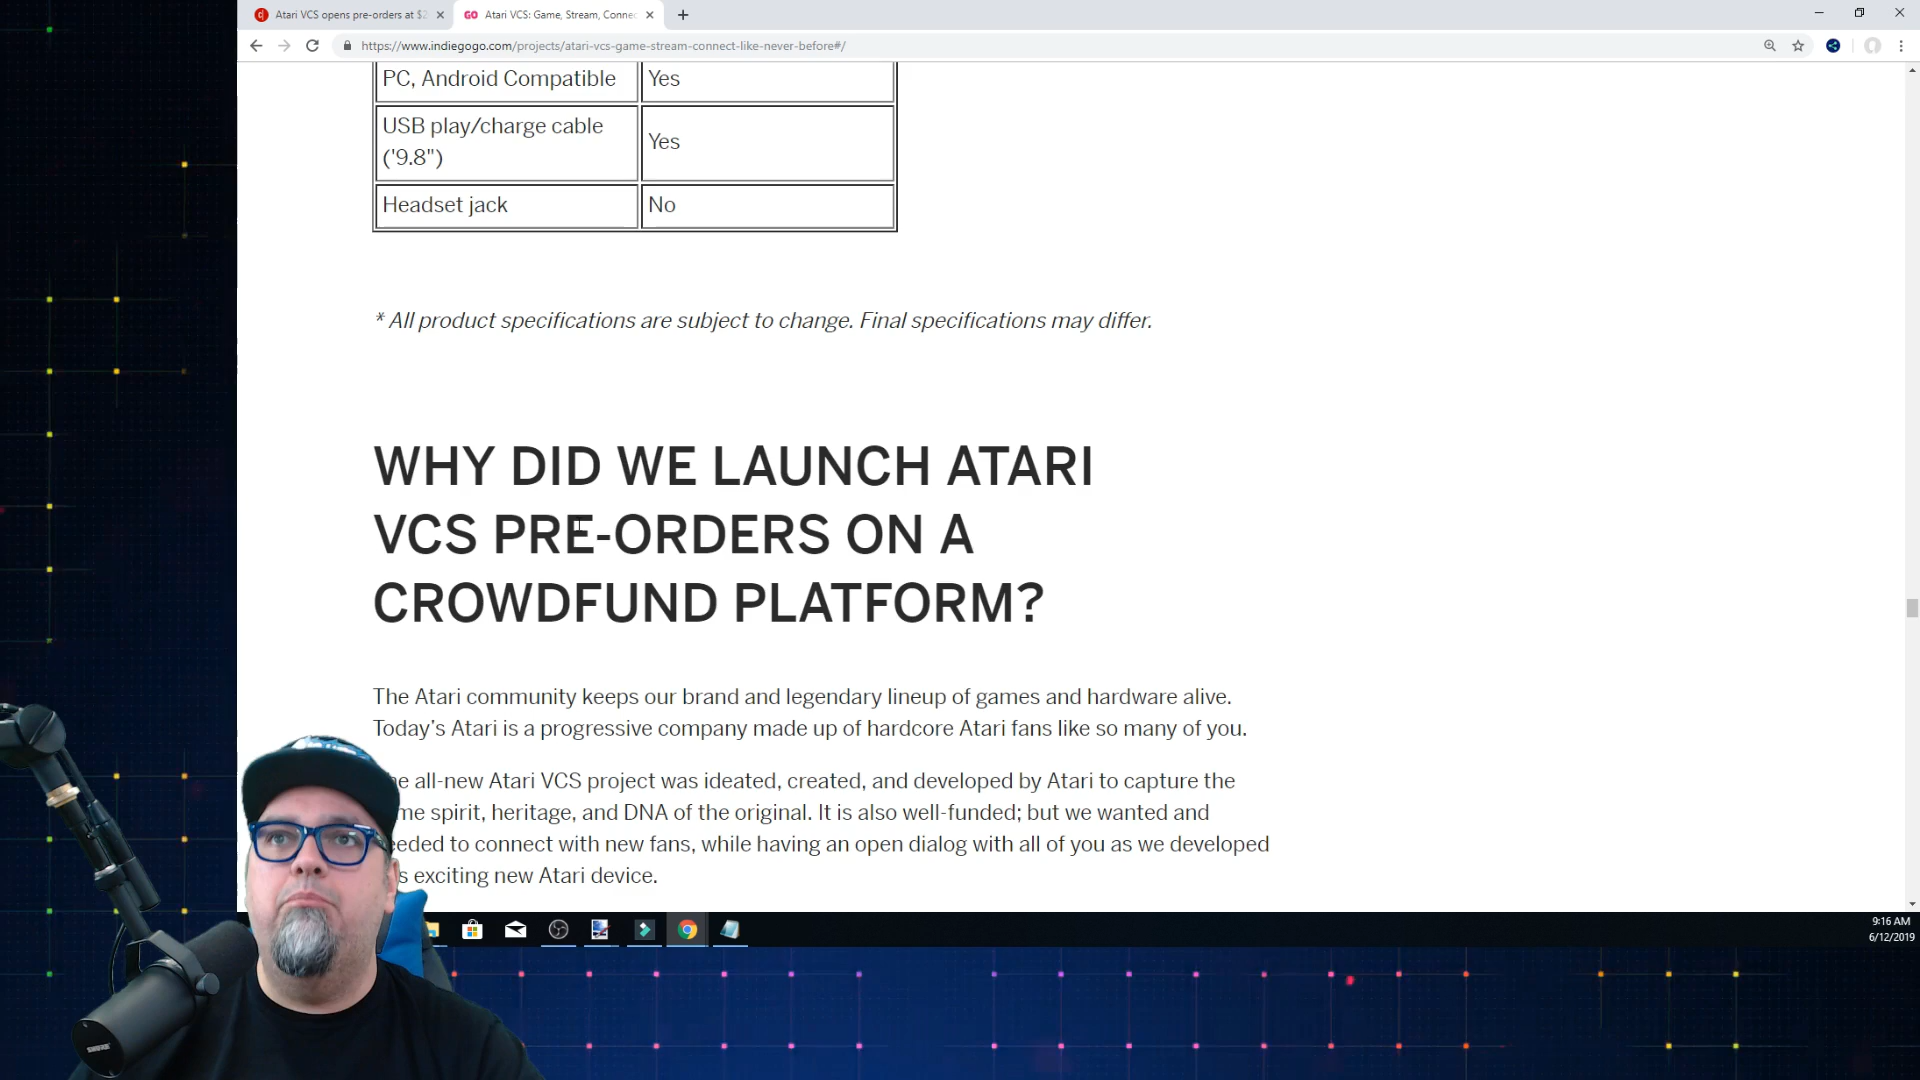 Atari VCS opens pre-orders at $2
Atari VCS: Game, Stream, Connec
https://www.indiegogo.com/projects/atari-vcs-game-stream-connect-like-never-before#/
PC, Android Compatible Yes
USB play/charge cable
('9.8") Yes
Headset jack No
* All product specifications are subject to change. Final specifications may differ.
WHY DID WE LAUNCH ATARI
VCS PRE-ORDERS ON A
CROWDFUND PLATFORM?
The Atari community keeps our brand and legendary lineup of games and hardware alive.
Today's Atari is a progressive company made up of hardcore Atari fans like so many of you.
he all-new Atari VCS project was ideated, created, and developed by Atari to capture the
me spirit, heritage, and DNA of the original. It is also well-funded; but we wanted and
eeded to connect with new fans, while having an open dialog with all of you as we developed
s exciting new Atari device.
9:16 AM
6/12/2019
SHURE